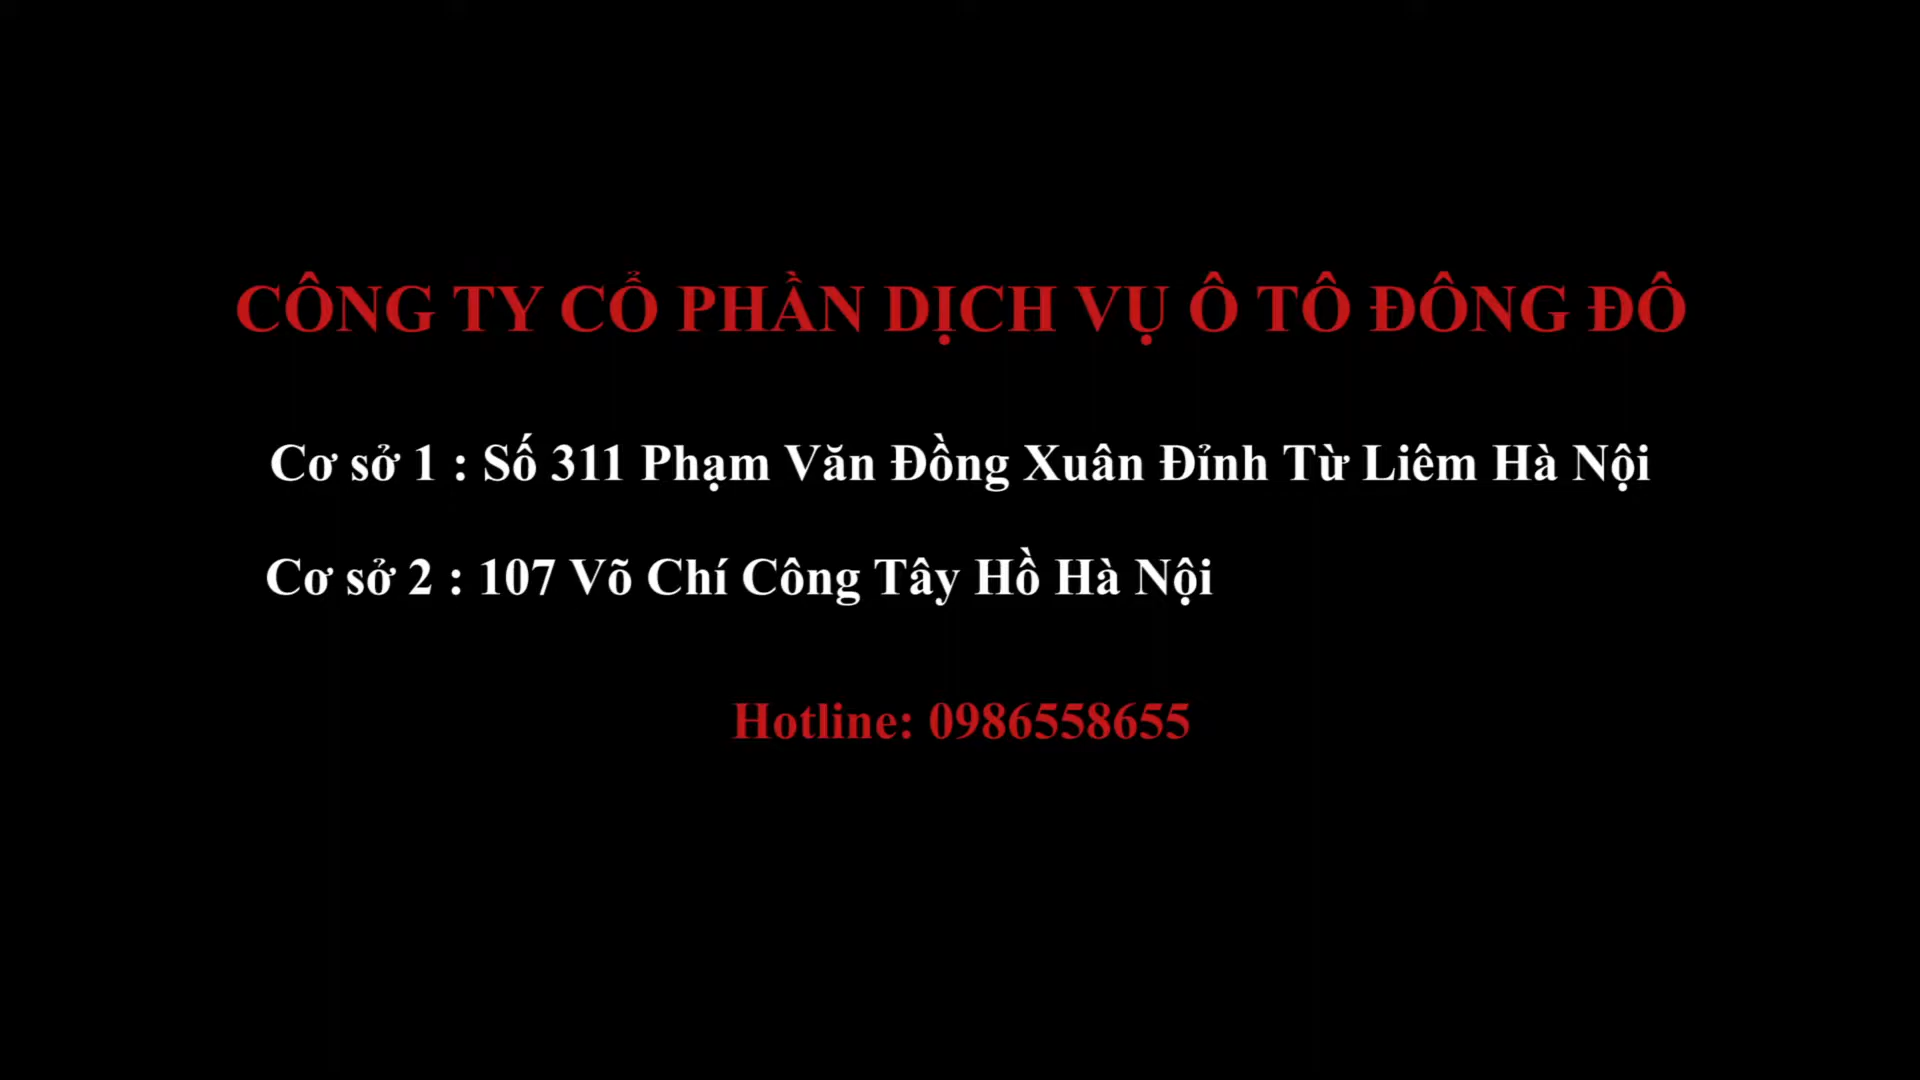 CÔNG TY CỔ PHẦN DỊCH VỤ Ô TÔ ĐÔNG ĐÔ
Cơ sở 1 : Số 311 Phạm Văn Đồng Xuân Đỉnh Từ Liêm Hà Nội
Cơ sở 2 : 107 Võ Chí Công Tây Hồ Hà Nội
Hotline: 0986558655